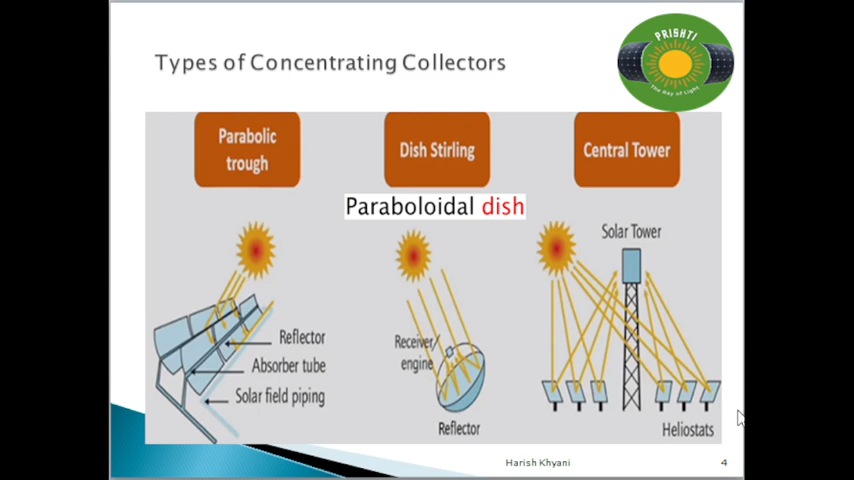 Types of Concentrating Collectors
PRISHTI
The Ray of Light
Parabolic
trough
Dish Stirling
Central Tower
Paraboloidal dish
Solar Tower
Reflector
Absorber tube
Solar field piping
Receiver/
engine
Reflector
Heliostats
Harish Khyani
4